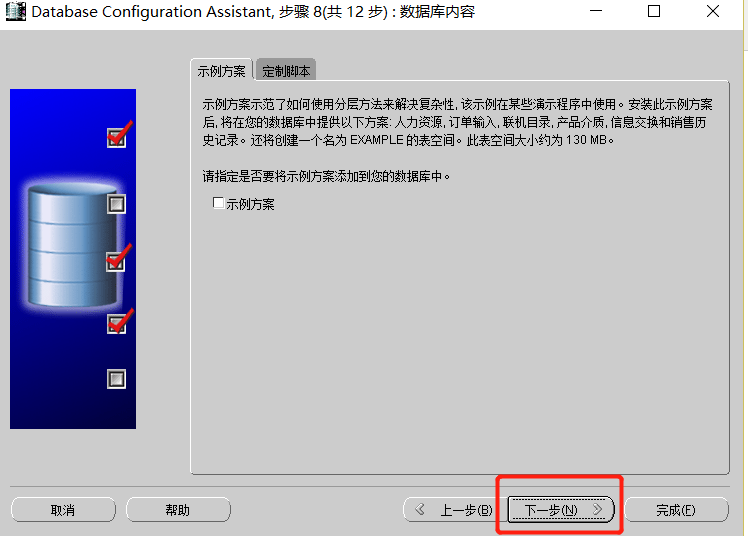 Database Configuration Assistant, 步骤 8(共 12 步) : 数据库内容
示例方案 定制脚本
示例方案示范了如何使用分层方法来解决复杂性, 该示例在某些演示程序中使用。安装此示例方案
后, 将在您的数据库中提供以下方案: 人力资源, 订单输入, 联机目录, 产品介质, 信息交换和销售历
史记录。还将创建一个名为 EXAMPLE 的表空间。此表空间大小约为 130 MB。
请指定是否要将示例方案添加到您的数据库中。
示例方案
取消 帮助 上一步(B) 下一步(N) 完成(F)